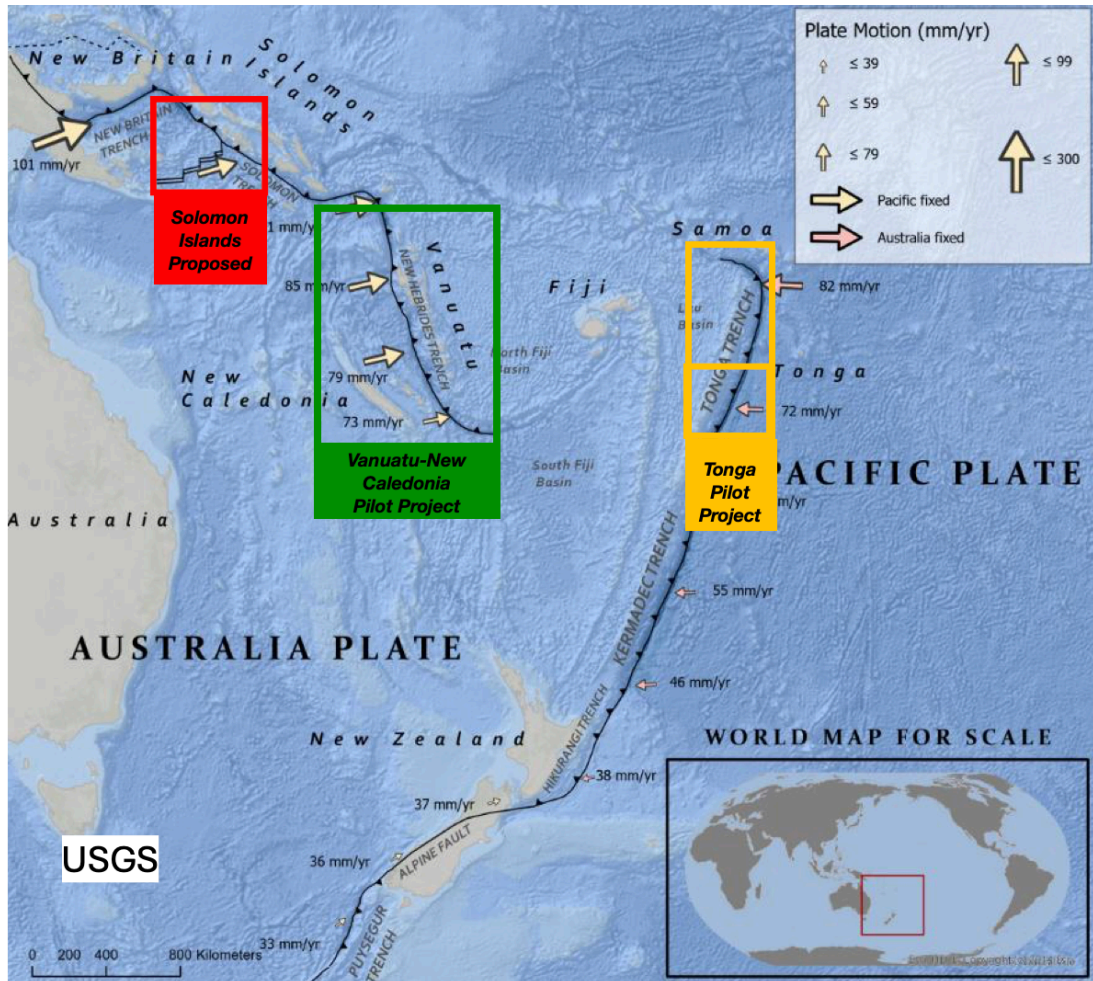 Plate Motion (mm/yr)
≤ 39
≤ 59
≤ 79
≤ 99
≤ 300
Pacific fixed
Australia fixed
New Britain
Solomon
Islands
NEW BRITAIN
TRENCH
101 mm/yr
SOLOMON
TRENCH
Solomon
Islands
Proposed
1 mm/yr
85 mm/yr
79 mm/yr
73 mm/yr
Vanuatu
NEW HEBRIDES TRENCH
New
Caledonia
Vanuatu-New
Caledonia
Pilot Project
North Fiji
Basin
Fiji
Samoa
Lau
Basin
TONGA TRENCH
82 mm/yr
Tonga
72 mm/yr
Tonga
Pilot
Project
PACIFIC PLATE
m/yr
South Fiji
Basin
Australia
AUSTRALIA PLATE
KERMADEC TRENCH
55 mm/yr
46 mm/yr
New Zealand
HIKURANGI TRENCH
38 mm/yr
37 mm/yr
36 mm/yr
ALPINE FAULT
33 mm/yr
PUYSEGUR
TRENCH
USGS
0 200 400 800 Kilometers
WORLD MAP FOR SCALE